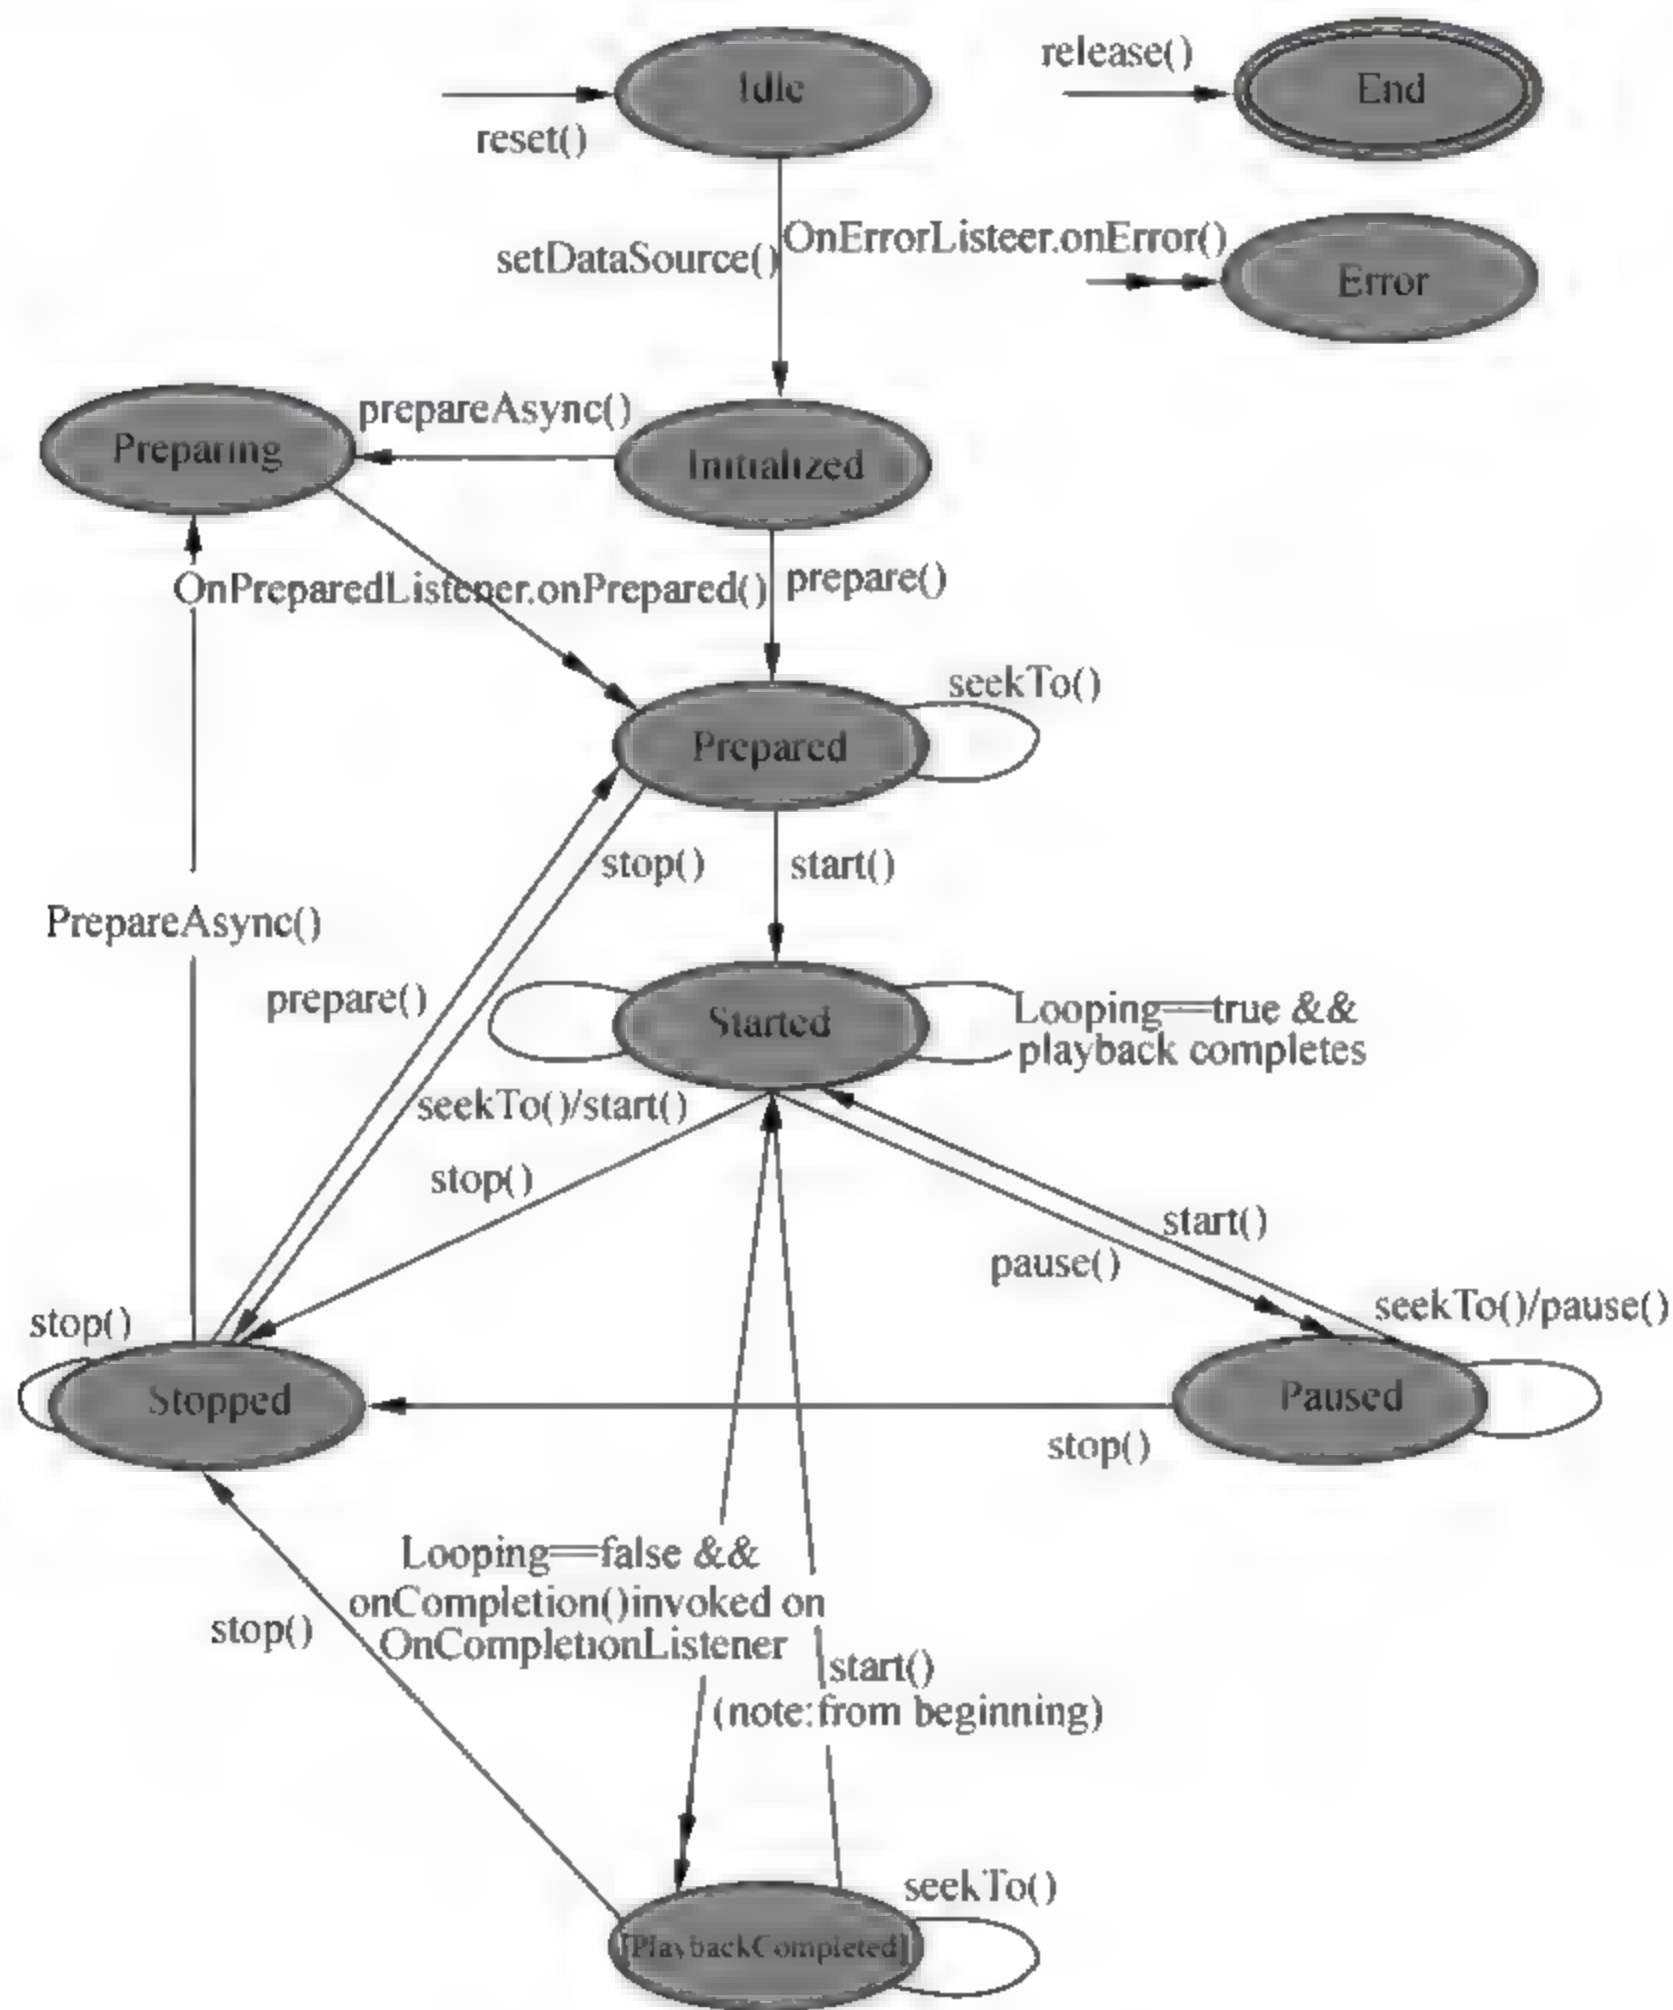 Idle
release()
End
reset()
setDataSource()
OnErrorListeer.onError()
Error
Preparing
prepareAsync()
Initialized
OnPreparedListener.onPrepared()
prepare()
seekTo()
Prepared
stop()
start()
PrepareAsync()
prepare()
Started
Looping==true &&
playback completes
seekTo()/start()
stop()
start()
pause()
seekTo()/pause()
stop()
Stopped
Paused
stop()
Looping==false &&
onCompletion()invoked on
OnCompletionListener
stop()
start()
(note:from beginning)
seekTo()
[PlaybackCompleted]